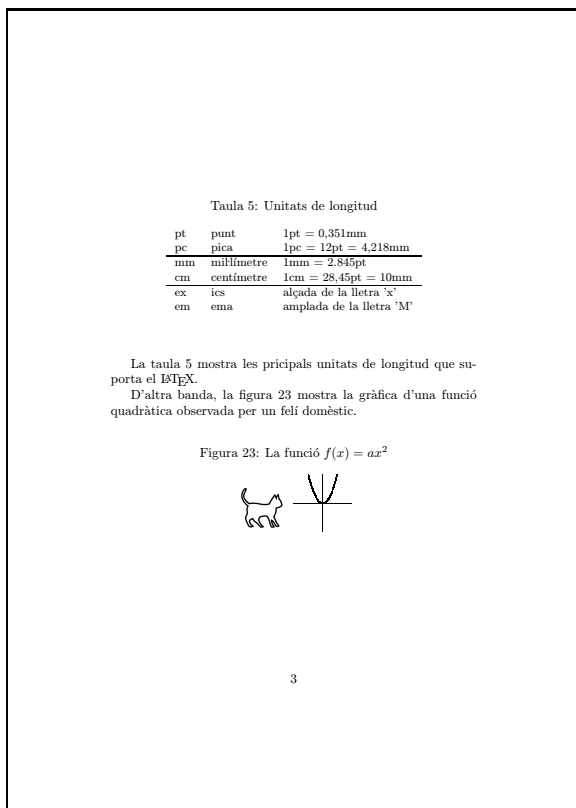 Taula 5: Unitats de longitud
pt punt 1pt = 0,351mm
pc pica 1pc = 12pt = 4,218mm
mm mil·límetre 1mm = 2.845pt
cm centímetre 1cm = 28,45pt = 10mm
ex ics alçada de la lletra 'x'
em ema amplada de la lletra 'M'
La taula 5 mostra les pricipals unitats de longitud que su-
porta el LATEX.
D'altra banda, la figura 23 mostra la gràfica d'una funció
quadràtica observada per un felí domèstic.
Figura 23: La funció f(x) = ax²
3